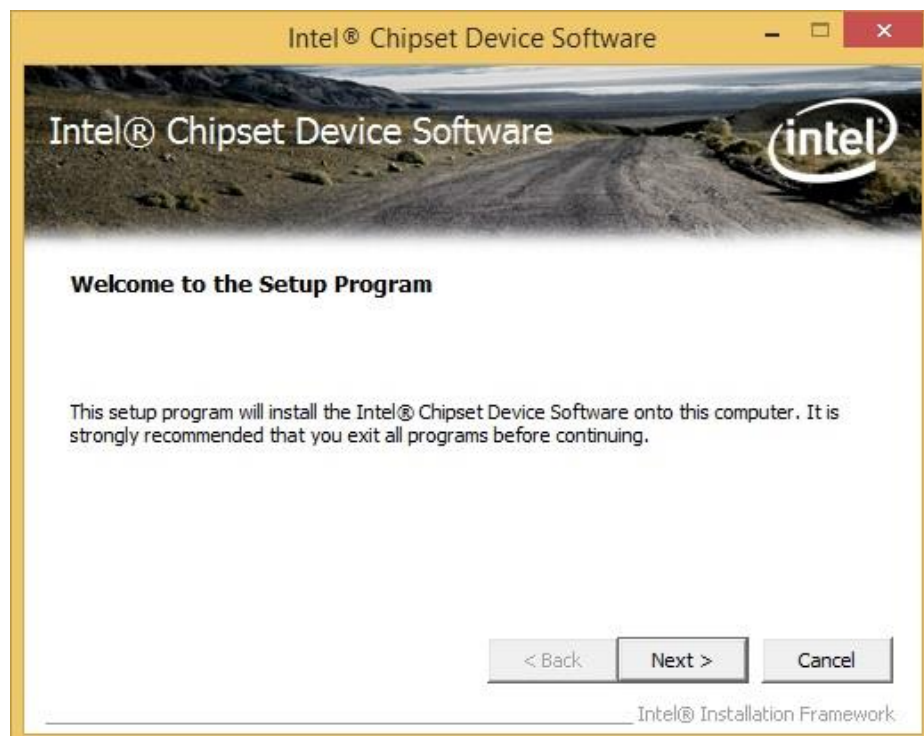 Intel® Chipset Device Software
Intel® Chipset Device Software
intel
Welcome to the Setup Program
This setup program will install the Intel® Chipset Device Software onto this computer. It is
strongly recommended that you exit all programs before continuing.
< Back Next > Cancel
Intel® Installation Framework